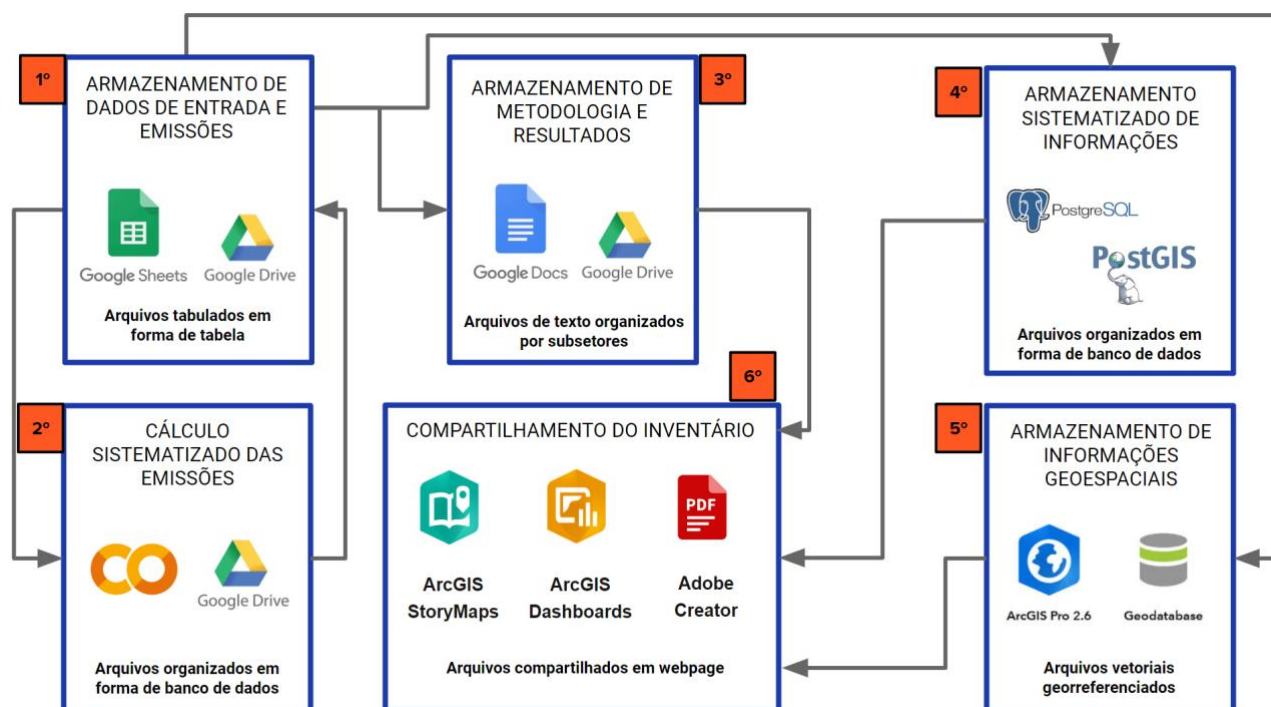 1º
ARMAZENAMENTO DE
DADOS DE ENTRADA E
EMISSÕES
Google Sheets
Google Drive
Arquivos tabulados em
forma de tabela
2º
CÁLCULO
SISTEMATIZADO DAS
EMISSÕES
Google Drive
Arquivos organizados em
forma de banco de dados
3º
ARMAZENAMENTO DE
METODOLOGIA E
RESULTADOS
Google Docs
Google Drive
Arquivos de texto organizados
por subsetores
4º
ARMAZENAMENTO
SISTEMATIZADO DE
INFORMAÇÕES
PostgreSQL
PostGIS
Arquivos organizados em
forma de banco de dados
5º
ARMAZENAMENTO DE
INFORMAÇÕES
GEOESPACIAIS
ArcGIS Pro 2.6
Geodatabase
Arquivos vetoriais
georreferenciados
6º
COMPARTILHAMENTO DO INVENTÁRIO
ArcGIS
StoryMaps
ArcGIS
Dashboards
PDF
Adobe
Creator
Arquivos compartilhados em webpage